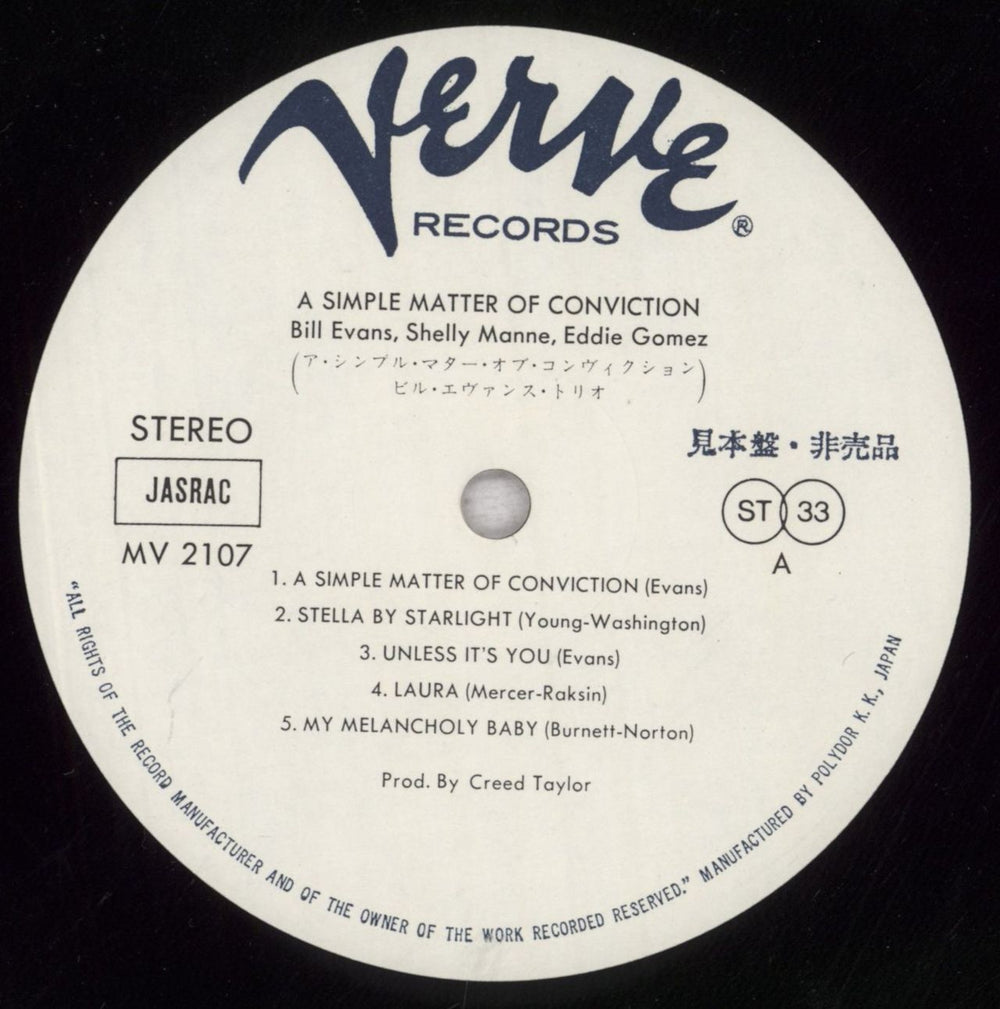 Verve
RECORDS ®
A SIMPLE MATTER OF CONVICTION
Bill Evans, Shelly Manne, Eddie Gomez
(ア・シンプル・マター・オブ・コンヴィクション
ビル・エヴァンス・トリオ)
STEREO
JASRAC
MV 2107
見本盤・非売品
ST 33
A
1. A SIMPLE MATTER OF CONVICTION (Evans)
2. STELLA BY STARLIGHT (Young-Washington)
3. UNLESS IT'S YOU (Evans)
4. LAURA (Mercer-Raksin)
5. MY MELANCHOLY BABY (Burnett-Norton)
Prod. By Creed Taylor
"ALL RIGHTS OF THE RECORD MANUFACTURER AND OF THE OWNER OF THE WORK RECORDED RESERVED." MANUFACTURED BY POLYDOR K. K., JAPAN